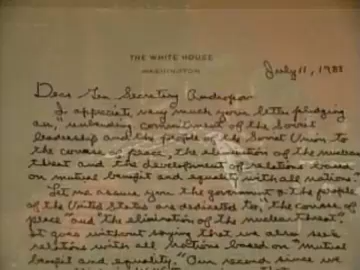 THE WHITE HOUSE
WASHINGTON
July 11, 1983
Dear Gen Secretary Andropov
I appreciate very much your letter pledging
an, "unbending commitment of the Soviet
leadership and the people of the Soviet Union to
the course of peace, the elimination of the nuclear
threat and the development of relations based
on mutual benefit and equality with all nations."
Let me assure you the government & the people
of the United States are dedicated to, "the course of
peace" and "the elimination of the nuclear threat".
It goes without saying that we also seek
relations with all nations based on "mutual
benefit and equality." Our record since we